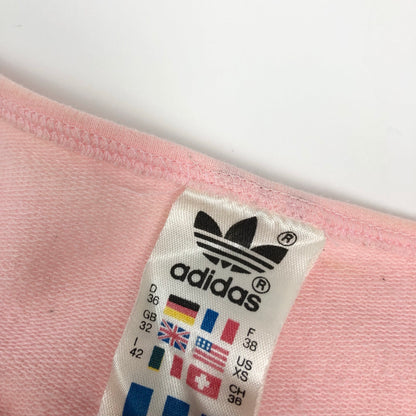 ®
adidas ®
D 36 F 38
GB 32 US XS
I 42 CH 36